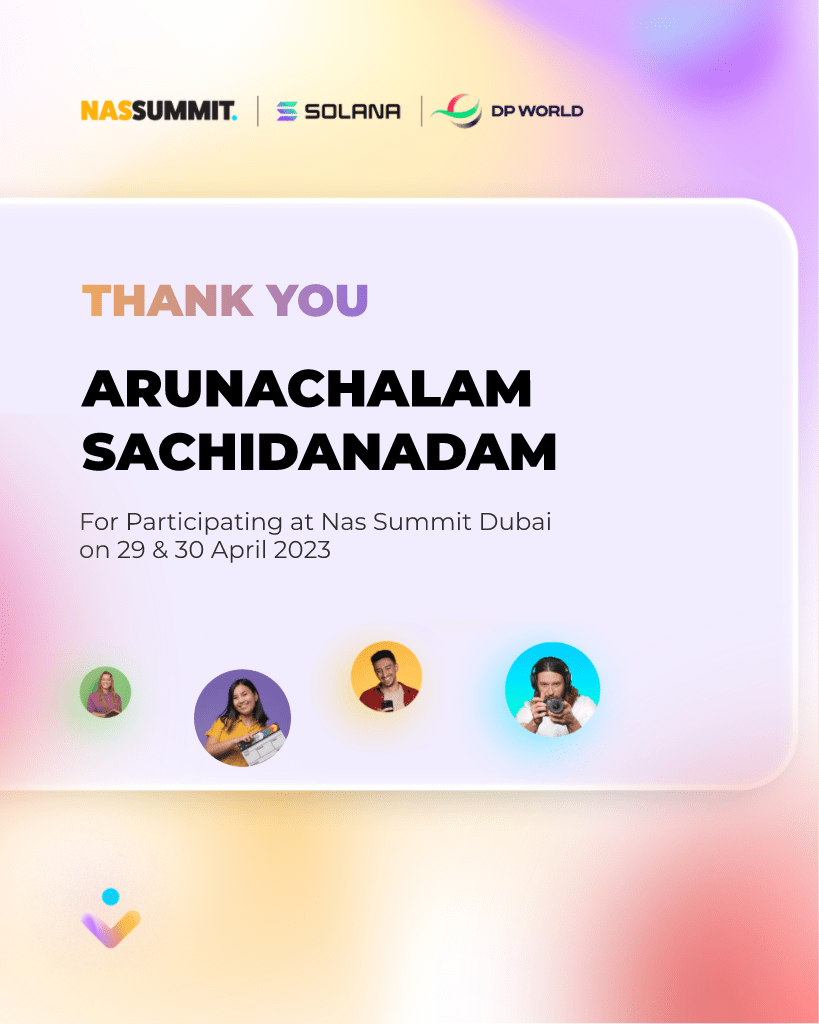 NASSUMMIT. SOLANA DP WORLD
THANK YOU
ARUNACHALAM
SACHIDANADAM
For Participating at Nas Summit Dubai
on 29 & 30 April 2023